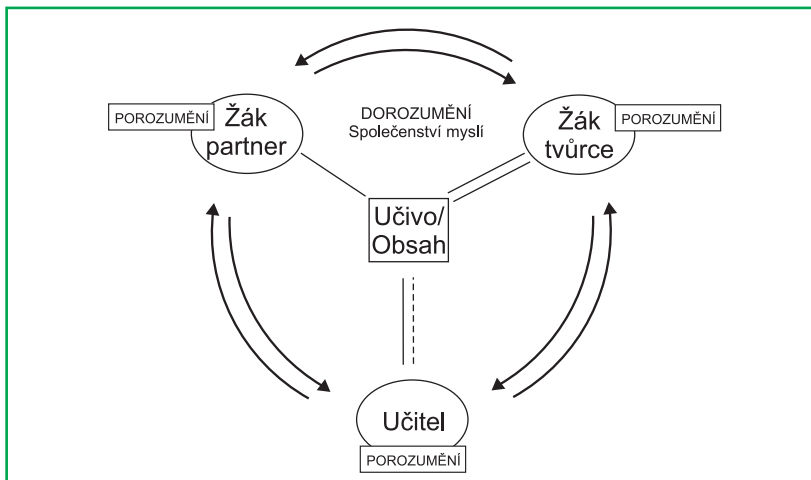 POROZUMĚNÍ
Žák
partner
DOROZUMĚNÍ
Společenství myslí
Žák
tvůrce
POROZUMĚNÍ
Učivo/
Obsah
Učitel
POROZUMĚNÍ